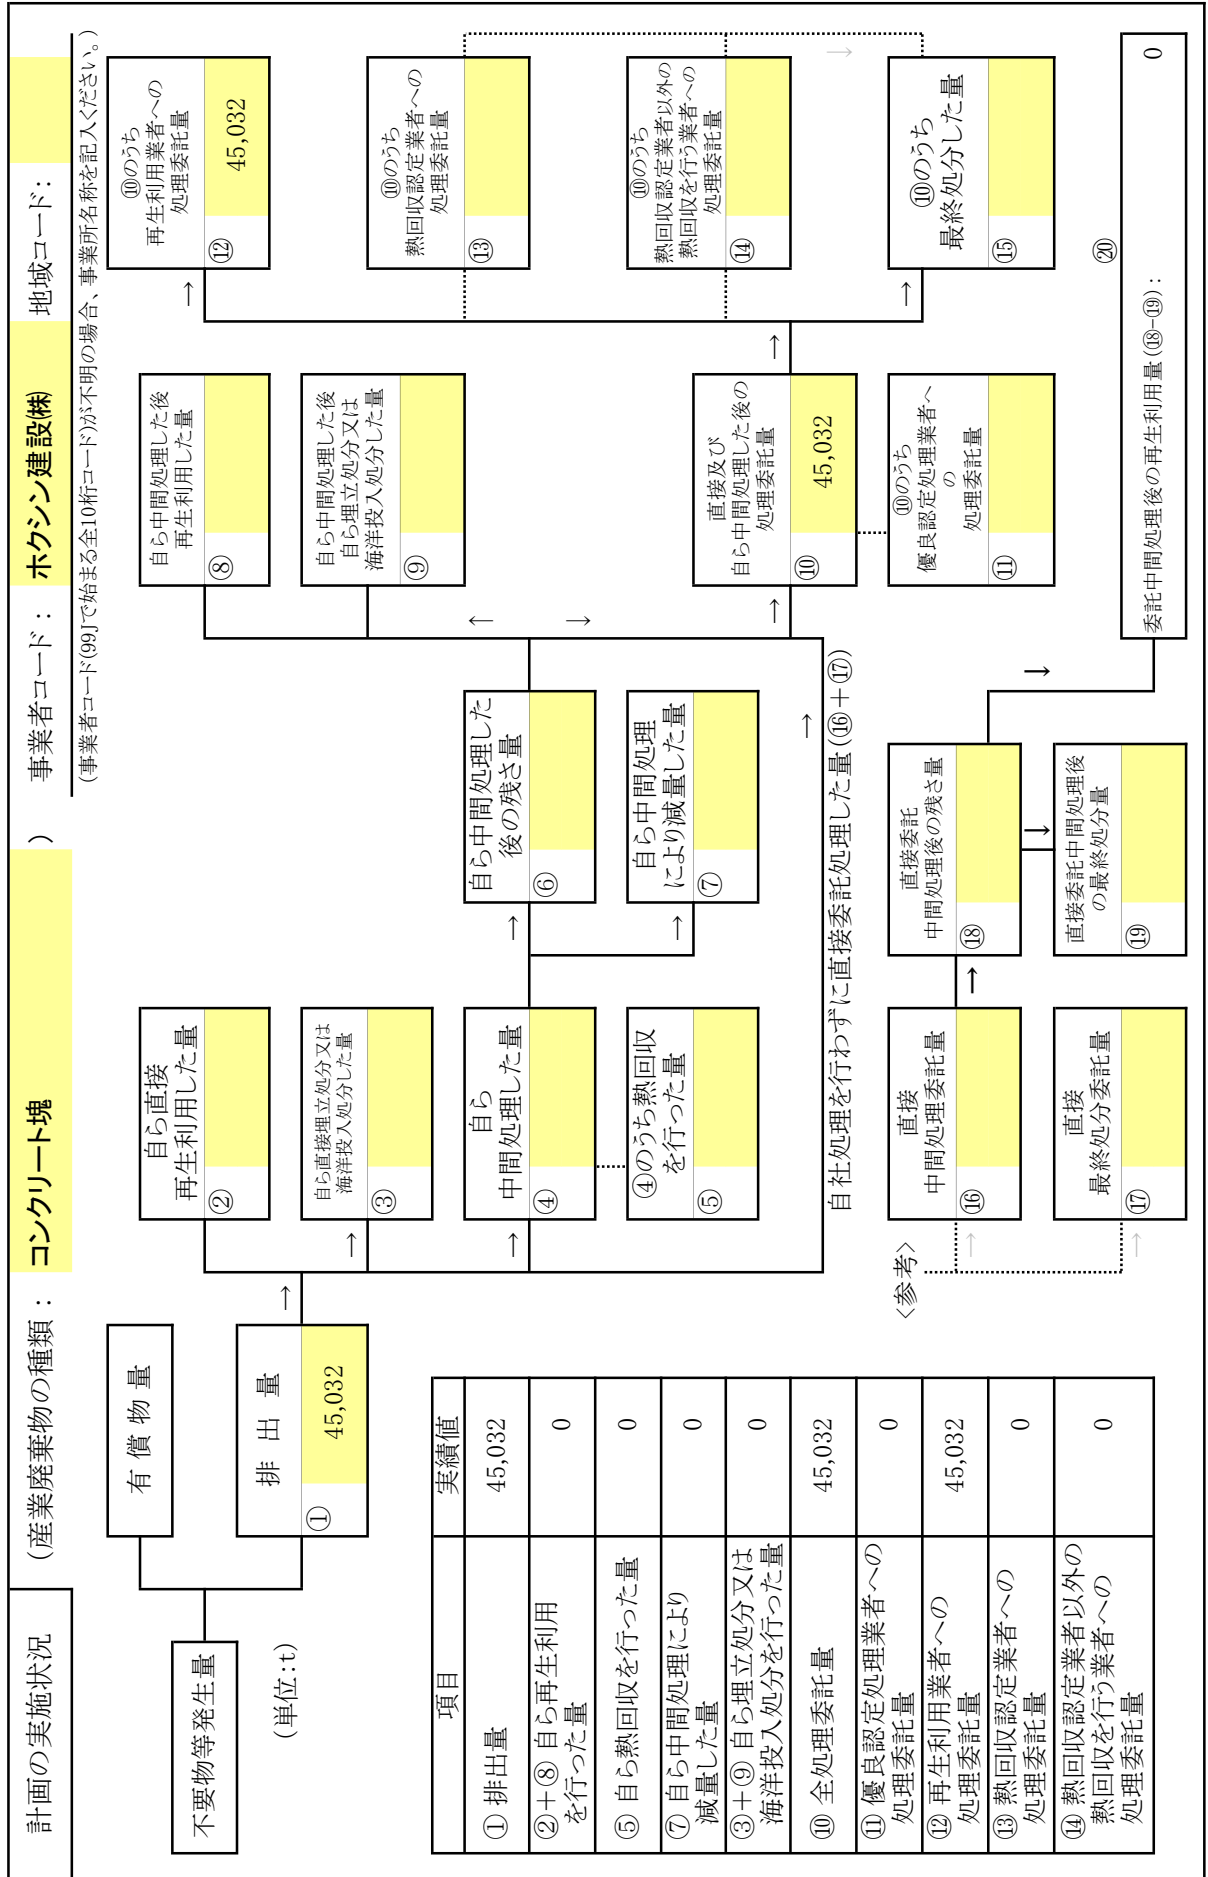 計画の実施状況
(産業廃棄物の種類：
コンクリート塊
)
事業者コード：
ホクシン建設㈱
地域コード：
(事業者コード(99J)で始まる全10桁コード)が不明の場合、事業所名称を記入ください。)
不要物等発生量
(単位:t)
有 償 物 量
排 出 量
①
45,032
→
自ら直接
再生利用した量
②
→
自ら直接埋立処分又は
海洋投入処分した量
③
→
自ら
中間処理した量
④
④のうち熱回収
を行った量
⑤
→
自ら中間処理した
後の残さ量
⑥
→
自ら中間処理
により減量した量
⑦
↑
↓
自ら中間処理した後
再生利用した量
⑧
自ら中間処理した後
自ら埋立処分又は
海洋投入処分した量
⑨
→
直接及び
自ら中間処理した後の
処理委託量
⑩
45,032
⑩のうち
優良認定処理業者へ
の
処理委託量
⑪
→
→
⑩のうち
再生利用業者への
処理委託量
⑫
45,032
⑩のうち
熱回収認定業者への
処理委託量
⑬
⑩のうち
熱回収認定業者以外の
熱回収を行う業者への
処理委託量
⑭
↓
→
⑩のうち
最終処分した量
⑮
→
自社処理を行わずに直接委託処理した量(⑯＋⑰)
<参考>
→
直接
中間処理委託量
⑯
→
直接
最終処分委託量
⑰
→
直接委託
中間処理後の残さ量
⑱
↓
直接委託中間処理後
の最終処分量
⑲
↓
⑳
委託中間処理後の再生利用量(⑱-⑲)：
0
項目
実績値
① 排出量
45,032
②＋⑧ 自ら再生利用
を行った量
0
⑤ 自ら熱回収を行った量
0
⑦ 自ら中間処理により
減量した量
0
③＋⑨ 自ら埋立処分又は
海洋投入処分を行った量
0
⑩ 全処理委託量
45,032
⑪ 優良認定処理業者への
処理委託量
0
⑫ 再生利用業者への
処理委託量
45,032
⑬ 熱回収認定業者への
処理委託量
0
⑭ 熱回収認定業者以外の
熱回収を行う業者への
処理委託量
0